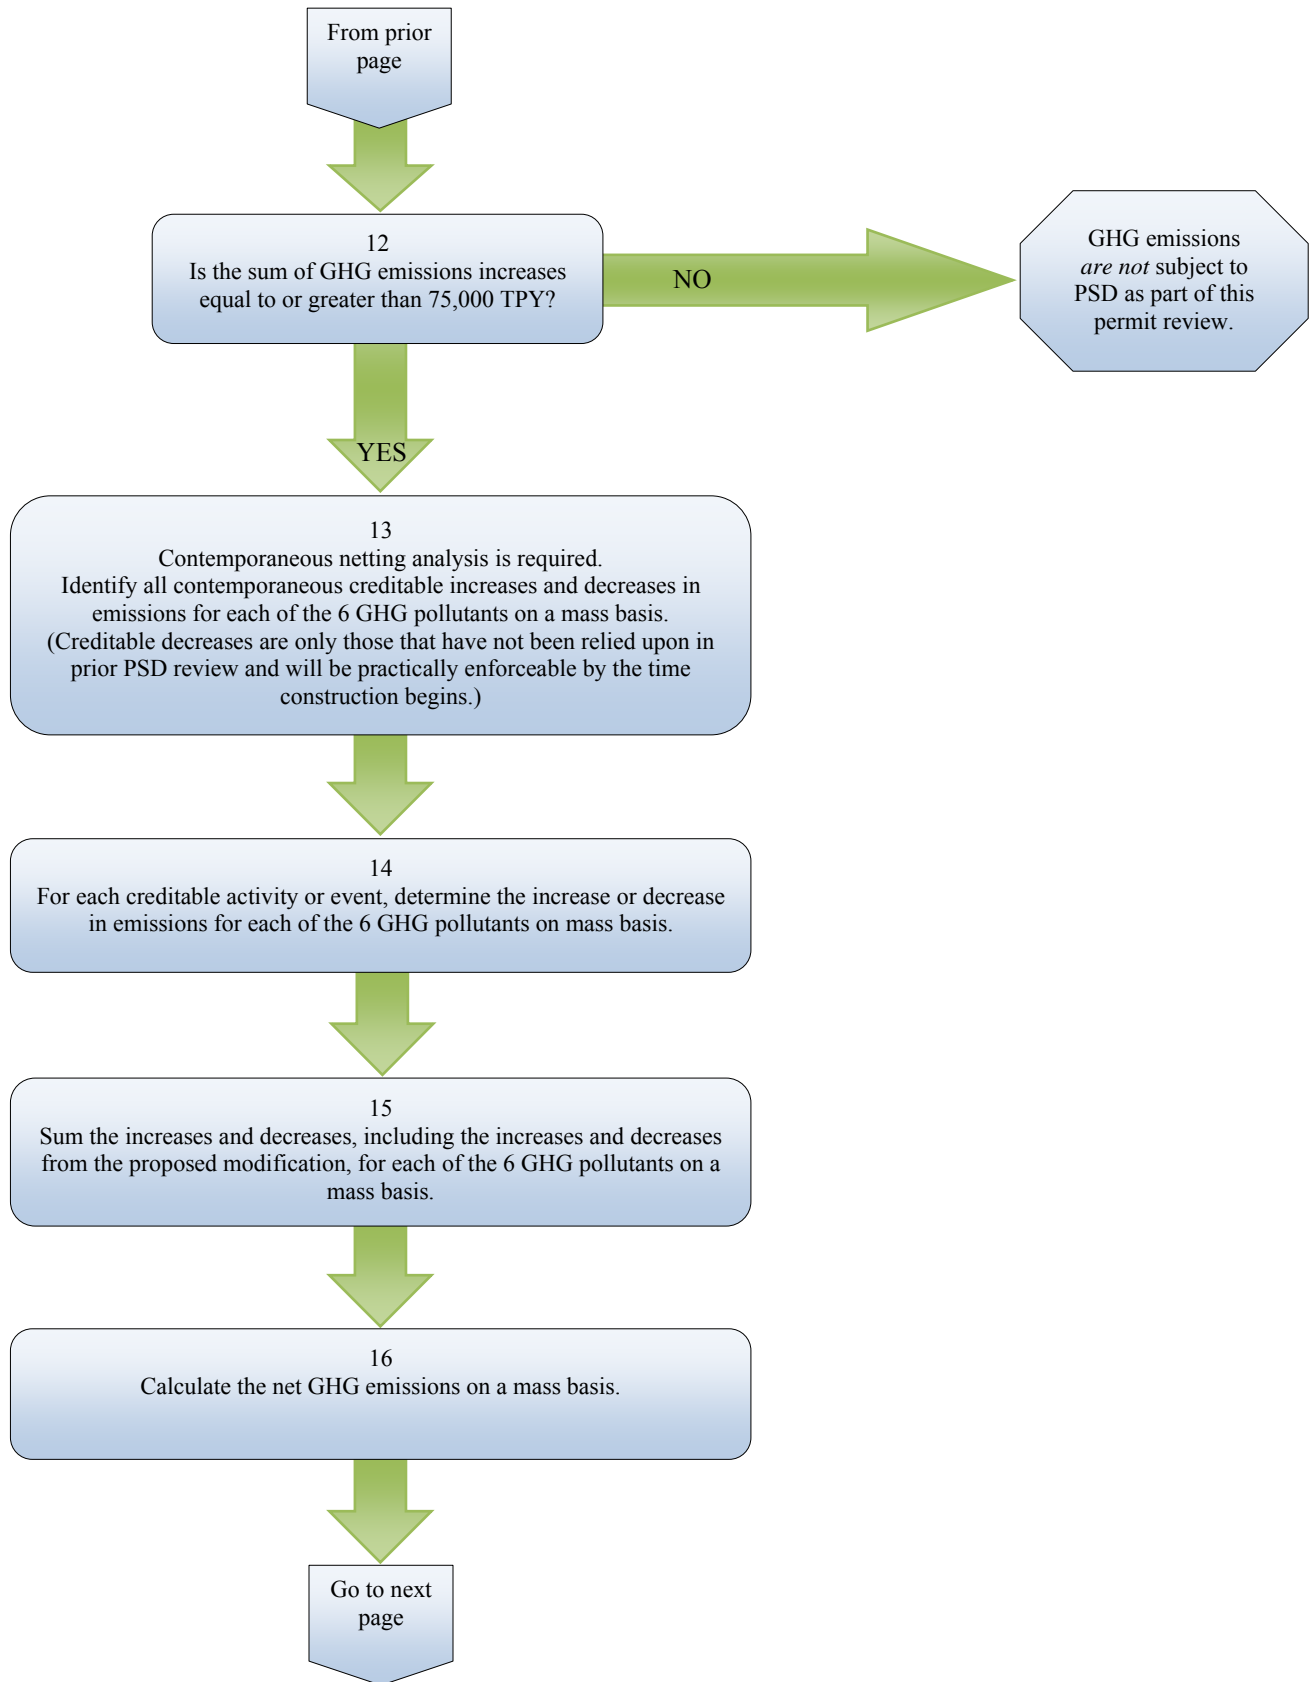 From prior
page
12
Is the sum of GHG emissions increases
equal to or greater than 75,000 TPY?
NO
GHG emissions
are not subject to
PSD as part of this
permit review.
YES
13
Contemporaneous netting analysis is required.
Identify all contemporaneous creditable increases and decreases in
emissions for each of the 6 GHG pollutants on a mass basis.
(Creditable decreases are only those that have not been relied upon in
prior PSD review and will be practically enforceable by the time
construction begins.)
14
For each creditable activity or event, determine the increase or decrease
in emissions for each of the 6 GHG pollutants on mass basis.
15
Sum the increases and decreases, including the increases and decreases
from the proposed modification, for each of the 6 GHG pollutants on a
mass basis.
16
Calculate the net GHG emissions on a mass basis.
Go to next
page